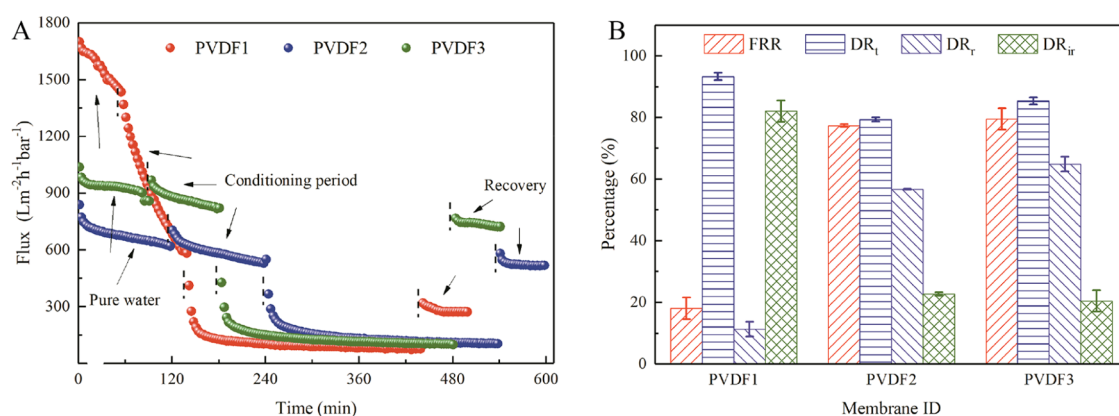 A
PVDF1 PVDF2 PVDF3
Flux (Lm⁻²h⁻¹bar⁻¹)
1800
1500
1200
900
600
300
Conditioning period
Recovery
Pure water
0 120 240 360 480 600
Time (min)
B
FRR DRt DRr DRir
Percentage (%)
100
80
60
40
20
0
PVDF1 PVDF2 PVDF3
Membrane ID